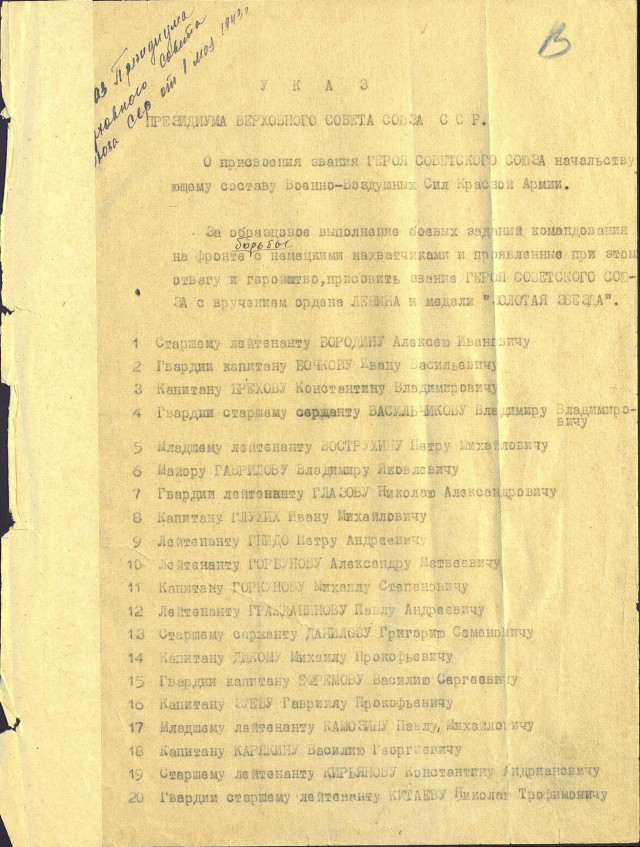 аз Президиума
рховного Совета
юза ССР от 1 мая 1943г
В
У К А З
ПРЕЗИДИУМА ВЕРХОВНОГО СОВЕТА СОЮЗА С С Р.
О присвоения звания ГЕРОЯ СОВЕТСКОГО СОЮЗА начальству
ющему составу Военно-Воздушных Сил Красной Армии.
За образцовое выполнение боевых заданий командования
борьбы
на фронте с немецкими захватчиками и проявленные при этом
отвагу и геройство,присвоить звание ГЕРОЯ СОВЕТСКОГО СОЮ-
ЗА с вручением ордена ЛЕНИНА и медали "ЗОЛОТАЯ ЗВЕЗДА".
1 Старшему лейтенанту БОРОДИНУ Алексею Ивановичу
2 Гвардии капитану БОЧКОВУ Ивану Васильевичу
3 Капитану БРЕХОВУ Константину Владимировичу
4 Гвардии старшему сержанту ВАСИЛЬЧИКОВУ Владимиру Владимиро-
вичу
5 Младшему лейтенанту ВОСТРУХИНУ Петру Михайловичу
6 Майору ГАВРИЛОВУ Владимиру Яковлевичу
7 Гвардии лейтенанту ГЛАЗОВУ Николаю Александровичу
8 Капитану ГЛУХИХ Ивану Михайловичу
9 Лейтенанту ГНИДО Петру Андреевичу
10 Лейтенанту ГОРБУНОВУ Александру Матвеевичу
11 Капитану ГОРКУНОВУ Михаилу Степановичу
12 Лейтенанту ГРАЖДАНИНОВУ Павлу Андреевичу
13 Старшему сержанту ДАНИЛОВУ Григорию Семеновичу
14 Капитану ДИКОМУ Михаилу Прокофьевичу
15 Гвардии капитану ЕФРЕМОВУ Василию Сергеевичу
16 Капитану ЗУЕВУ Гавриилу Прокофьевичу
17 Младшему лейтенанту КАМОЗИНУ Павлу, Михайловичу
18 Капитану КАРЯКИНУ Василию Георгиевичу
19 Старшему лейтенанту КИРЬЯНОВУ Константину Андриановичу
20 Гвардии старшему лейтенанту КИТАЕВУ Николаю Трофимовичу